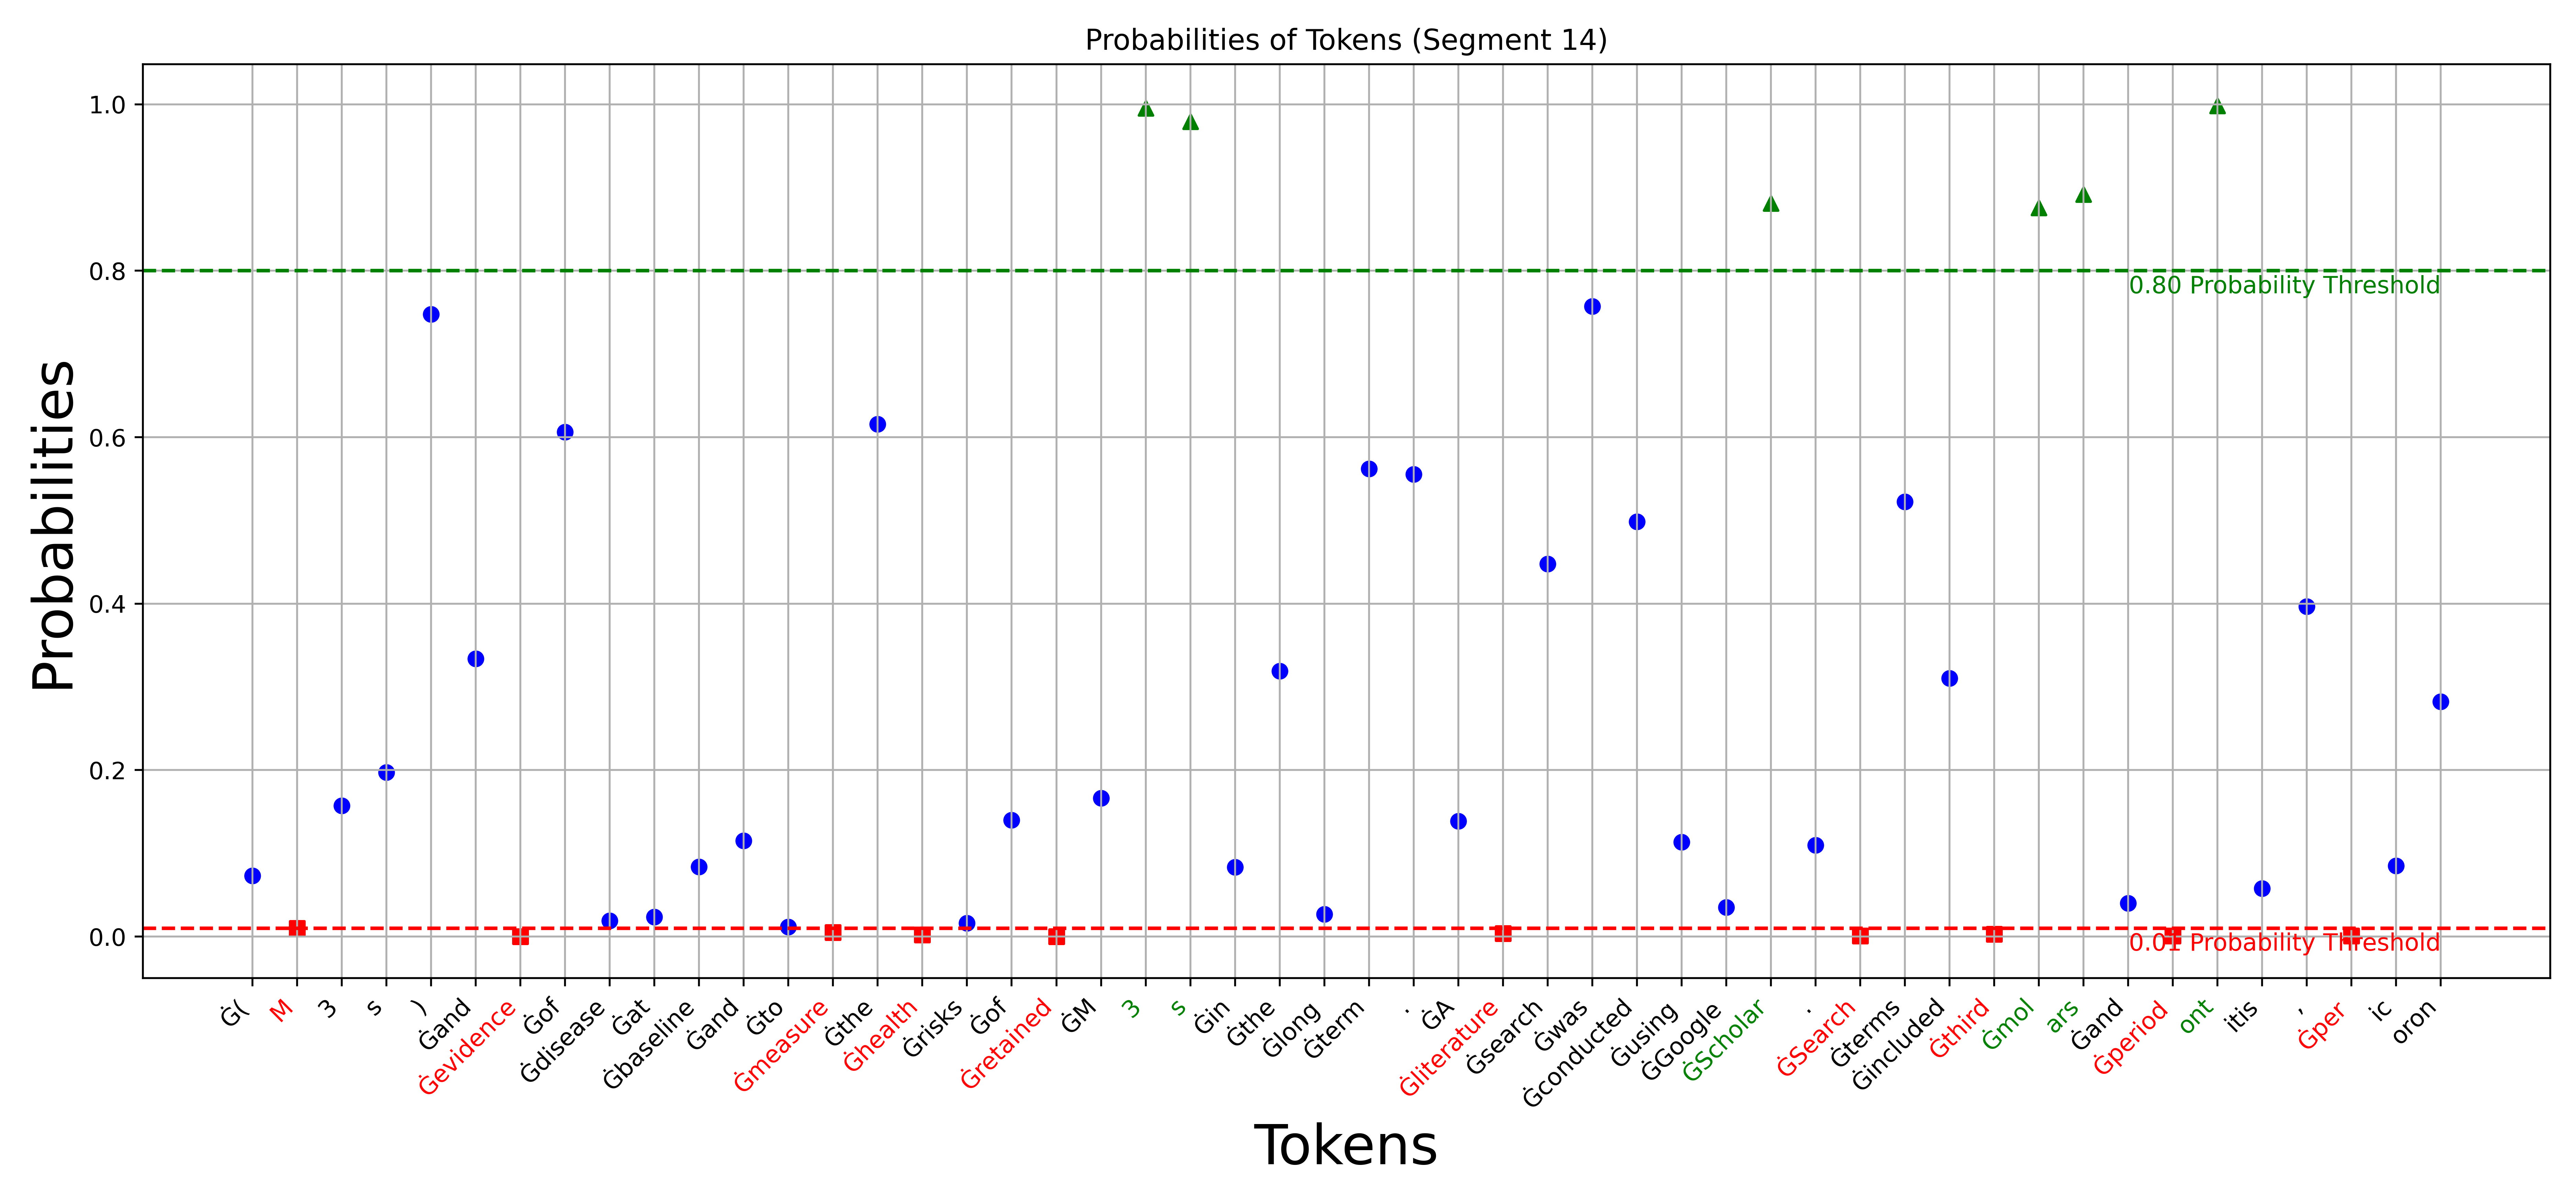 Probabilities of Tokens (Segment 14)
Probabilities
1.0
0.8
0.6
0.4
0.2
0.0
0.80 Probability Threshold
0.01 Probability Threshold
Ġ(
M
3
s
)
Ġand
Ġevidence
Ġof
Ġdisease
Ġat
Ġbaseline
Ġand
Ġto
Ġmeasure
Ġthe
Ġhealth
Ġrisks
Ġof
Ġretained
ĠM
3
s
Ġin
Ġthe
Ġlong
Ġterm
.
ĠA
Ġliterature
Ġsearch
Ġwas
Ġconducted
Ġusing
ĠGoogle
ĠScholar
.
ĠSearch
Ġterms
Ġincluded
Ġthird
Ġmol
ars
Ġand
Ġperiod
ont
itis
,
Ġper
ic
oron
Tokens